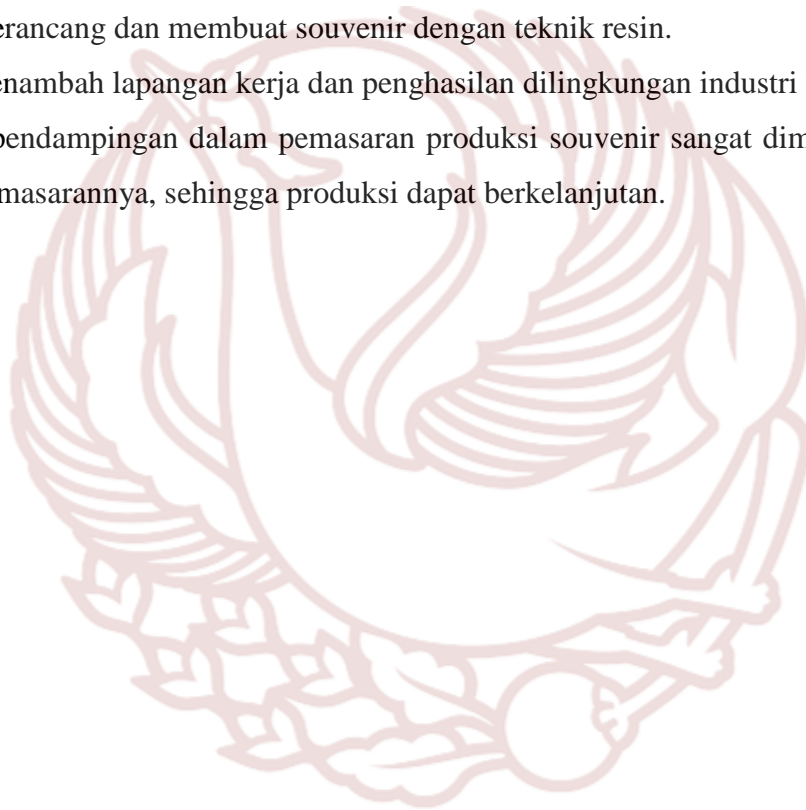 erancang dan membuat souvenir dengan teknik resin.
enambah lapangan kerja dan penghasilan dilingkungan industri
pendampingan dalam pemasaran produksi souvenir sangat dim
masarannya, sehingga produksi dapat berkelanjutan.